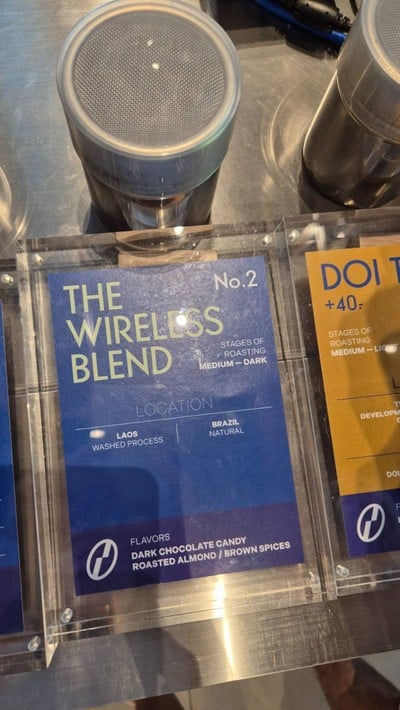 THE
WIRELESS
BLEND
No.2
STAGES OF
ROASTING
MEDIUM — DARK
LOCATION
LAOS
WASHED PROCESS
BRAZIL
NATURAL
FLAVORS
DARK CHOCOLATE CANDY
ROASTED ALMOND / BROWN SPICES
DOI
+40.-
STAGES OF
ROASTING
MEDIUM —